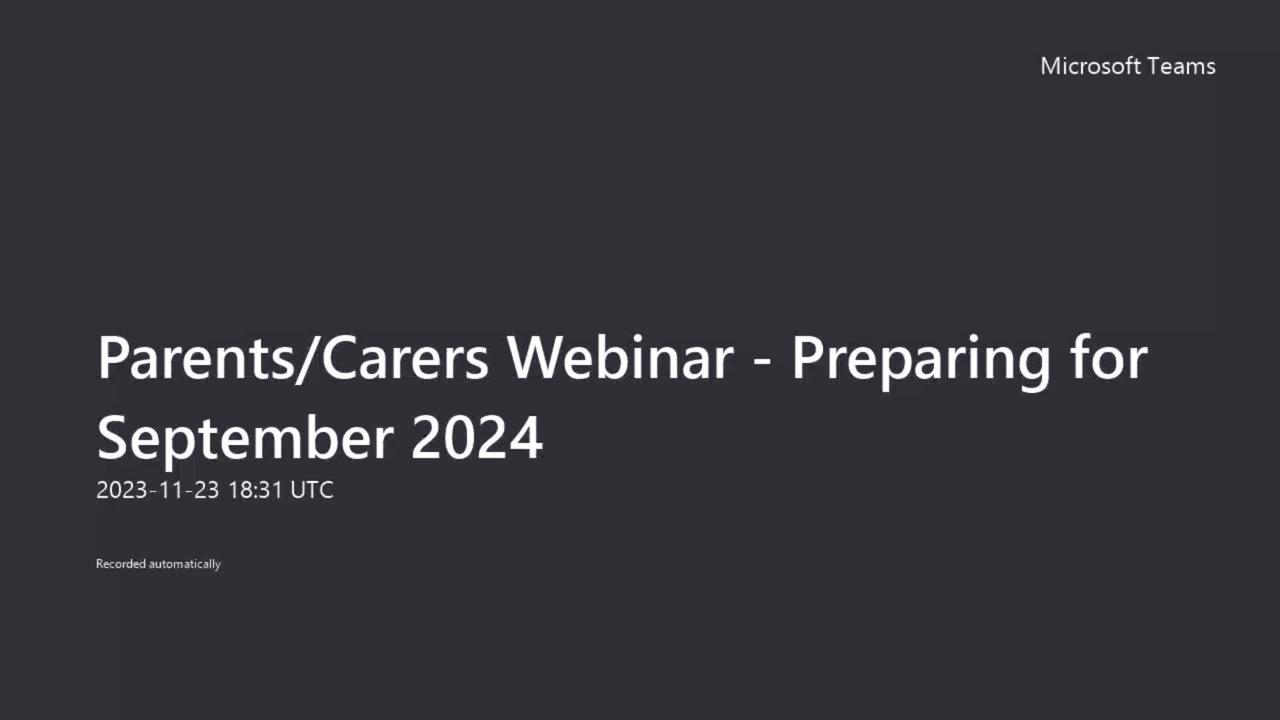 Microsoft Teams
Parents/Carers Webinar - Preparing for
September 2024
2023-11-23 18:31 UTC
Recorded automatically